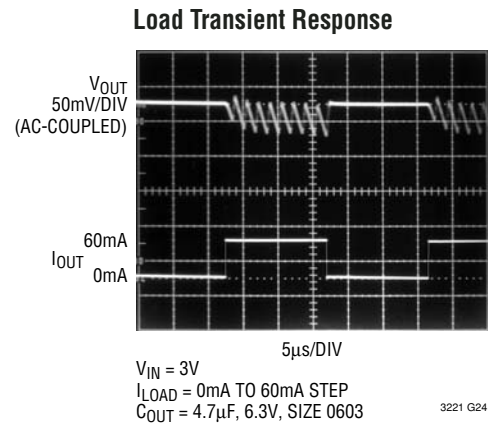 Load Transient Response
VOUT
50mV/DIV
(AC-COUPLED)
60mA
IOUT
0mA
5µs/DIV
VIN = 3V
ILOAD = 0mA TO 60mA STEP
COUT = 4.7µF, 6.3V, SIZE 0603
3221 G24